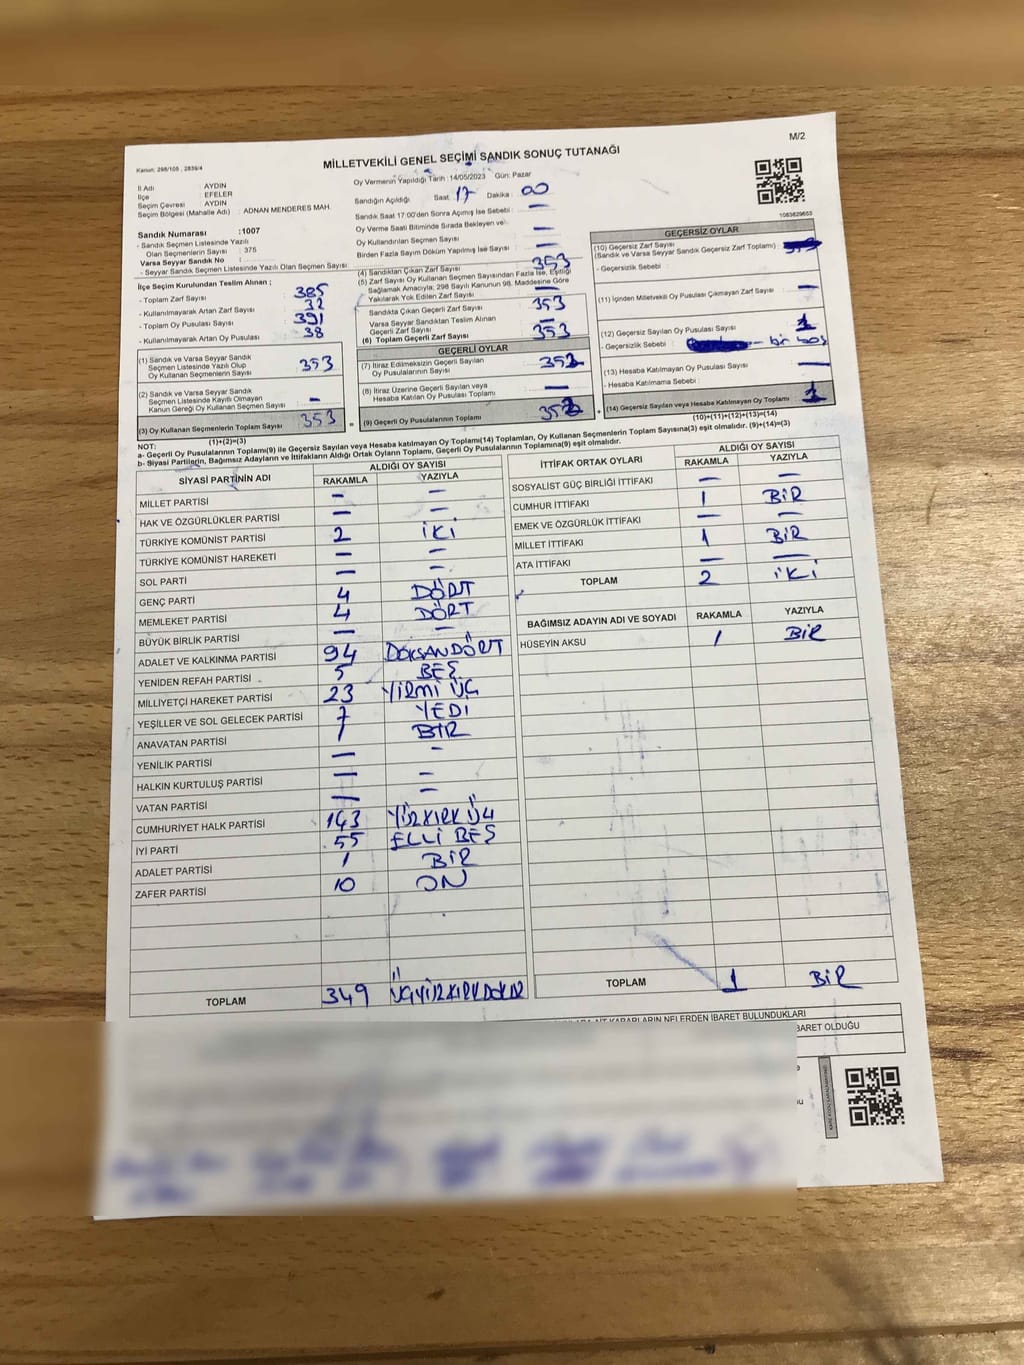 M/2
MİLLETVEKİLİ GENEL SEÇİMİ SANDIK SONUÇ TUTANAĞI
Kanun: 298/105 , 2839/4
İl Adı AYDIN
İlçe EFELER
Seçim Çevresi AYDIN
Seçim Bölgesi (Mahalle Adı) : ADNAN MENDERES MAH.
Oy Vermenin Yapıldığı Tarih : 14/05/2023 Gün: Pazar
Sandığın Açıldığı Saat : 17 Dakika : 00
Sandık Saat 17:00'den Sonra Açılmış İse Sebebi : —
Oy Verme Saati Bitiminde Sırada Bekleyen ve
Oy Kullandırılan Seçmen Sayısı : —
Birden Fazla Sayım Döküm Yapılmış İse Sayısı : —
Sandık Numarası :1007
- Sandık Seçmen Listesinde Yazılı
Olan Seçmenlerin Sayısı : 375
Varsa Seyyar Sandık No :
- Seyyar Sandık Seçmen Listesinde Yazılı Olan Seçmen Sayısı :
İlçe Seçim Kurulundan Teslim Alınan ;
- Toplam Zarf Sayısı : 385
- Kullanılmayarak Artan Zarf Sayısı : 32
- Toplam Oy Pusulası Sayısı : 391
- Kullanılmayarak Artan Oy Pusulası : 38
(1) Sandık ve Varsa Seyyar Sandık
Seçmen Listesinde Yazılı Olup
Oy Kullanan Seçmenlerin Sayısı 353
(2) Sandık ve Varsa Seyyar Sandık
Seçmen Listesinde Kayıtlı Olmayan
Kanun Gereği Oy Kullanan Seçmen Sayısı —
(3) Oy Kullanan Seçmenlerin Toplam Sayısı 353
(1)+(2)=(3)
(4) Sandıktan Çıkan Zarf Sayısı 353
(5) Zarf Sayısı Oy Kullanan Seçmen Sayısından Fazla İse, Eşitliği
Sağlamak Amacıyla; 298 Sayılı Kanunun 98. Maddesine Göre
Yakılarak Yok Edilen Zarf Sayısı —
Sandıkta Çıkan Geçerli Zarf Sayısı 353
Varsa Seyyar Sandıktan Teslim Alınan
Geçerli Zarf Sayısı —
(6) Toplam Geçerli Zarf Sayısı 353
GEÇERLİ OYLAR
(7) İtiraz Edilmeksizin Geçerli Sayılan
Oy Pusulalarının Sayısı 352
(8) İtiraz Üzerine Geçerli Sayılan veya
Hesaba Katılan Oy Pusulası Toplamı —
= (9) Geçerli Oy Pusulalarının Toplamı 352 +
1083629653
GEÇERSİZ OYLAR
(10) Geçersiz Zarf Sayısı
(Sandık ve Varsa Seyyar Sandık Geçersiz Zarf Toplamı) :
- Geçersizlik Sebebi :
(11) İçinden Milletvekili Oy Pusulası Çıkmayan Zarf Sayısı : —
(12) Geçersiz Sayılan Oy Pusulası Sayısı : 1
- Geçersizlik Sebebi : bir boş
(13) Hesaba Katılmayan Oy Pusulası Sayısı : —
- Hesaba Katılmama Sebebi :
(14) Geçersiz Sayılan veya Hesaba Katılmayan Oy Toplamı 1
(10)+(11)+(12)+(13)=(14)
NOT:
a- Geçerli Oy Pusulalarının Toplamı(9) ile Geçersiz Sayılan veya Hesaba katılmayan Oy Toplamı(14) Toplamları, Oy Kullanan Seçmenlerin Toplam Sayısına(3) eşit olmalıdır. (9)+(14)=(3)
b- Siyasi Partilerin, Bağımsız Adayların ve İttifakların Aldığı Ortak Oyların Toplamı, Geçerli Oy Pusulalarının Toplamına(9) eşit olmalıdır.
SİYASİ PARTİNİN ADI ALDIĞI OY SAYISI
RAKAMLA YAZIYLA
MİLLET PARTİSİ — —
HAK VE ÖZGÜRLÜKLER PARTİSİ — —
TÜRKİYE KOMÜNİST PARTİSİ 2 İKİ
TÜRKİYE KOMÜNİST HAREKETİ — —
SOL PARTİ — —
GENÇ PARTİ 4 DÖRT
MEMLEKET PARTİSİ 4 DÖRT
BÜYÜK BİRLİK PARTİSİ — —
ADALET VE KALKINMA PARTİSİ 94 DOKSANDÖRT
YENİDEN REFAH PARTİSİ 5 BEŞ
MİLLİYETÇİ HAREKET PARTİSİ 23 YİRMİ ÜÇ
YEŞİLLER VE SOL GELECEK PARTİSİ 7 YEDİ
ANAVATAN PARTİSİ 1 BİR
YENİLİK PARTİSİ — —
HALKIN KURTULUŞ PARTİSİ — —
VATAN PARTİSİ — —
CUMHURİYET HALK PARTİSİ 143 YÜZKIRK ÜÇ
İYİ PARTİ 55 ELLİ BEŞ
ADALET PARTİSİ 1 BİR
ZAFER PARTİSİ 10 ON
TOPLAM 349 ÜÇYÜZKIRKDOKUZ
İTTİFAK ORTAK OYLARI ALDIĞI OY SAYISI
RAKAMLA YAZIYLA
SOSYALİST GÜÇ BİRLİĞİ İTTİFAKI — —
CUMHUR İTTİFAKI 1 BİR
EMEK VE ÖZGÜRLÜK İTTİFAKI — —
MİLLET İTTİFAKI 1 BİR
ATA İTTİFAKI — —
TOPLAM 2 İKİ
BAĞIMSIZ ADAYIN ADI VE SOYADI RAKAMLA YAZIYLA
HÜSEYİN AKSU 1 BİR
TOPLAM 1 BİR
KARARLARIN NELERDEN İBARET BULUNDUKLARI
İBARET OLDUĞU